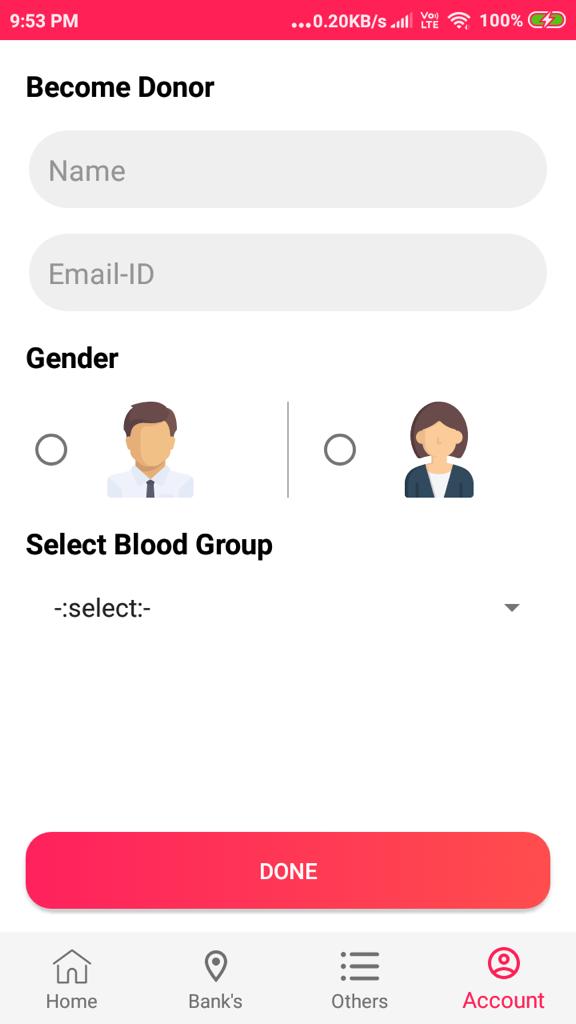 9:53 PM ...0.20KB/s Vo) LTE 100%
Become Donor
Name
Email-ID
Gender
Select Blood Group
-:select:-
DONE
Home Bank's Others Account